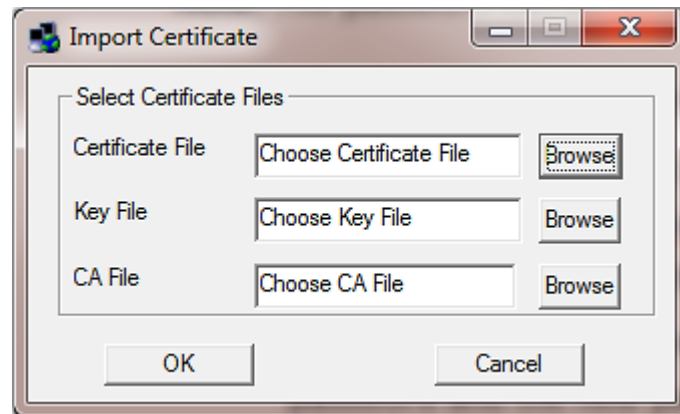 Import Certificate
Select Certificate Files
Certificate File Choose Certificate File Browse
Key File Choose Key File Browse
CA File Choose CA File Browse
OK Cancel